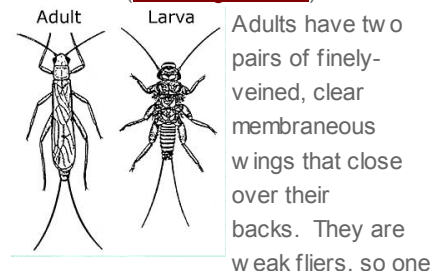 Adult Larva
Adults have two
pairs of finely-
veined, clear
membraneous
wings that close
over their
backs. They are
weak fliers, so one